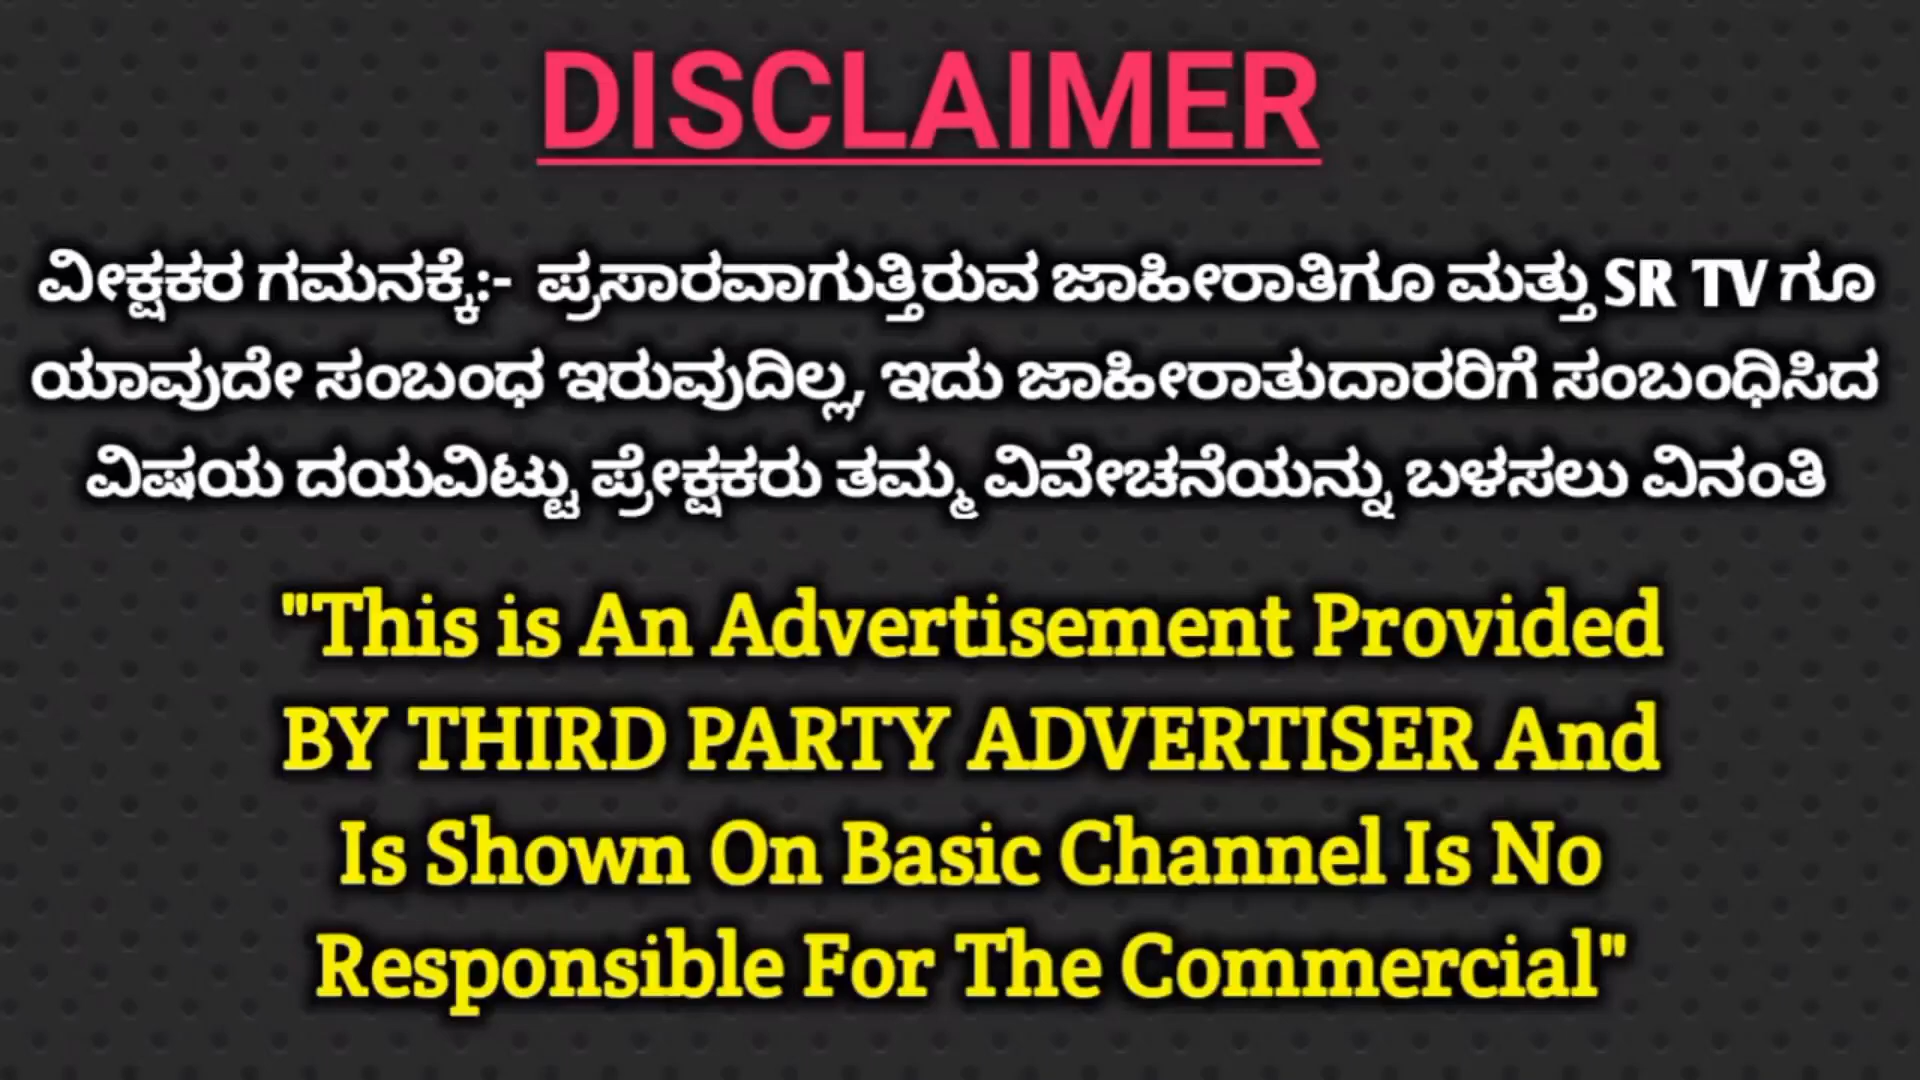 DISCLAIMER
ವೀಕ್ಷಕರ ಗಮನಕ್ಕೆ:- ಪ್ರಸಾರವಾಗುತ್ತಿರುವ ಜಾಹೀರಾತಿಗೂ ಮತ್ತು SR TV ಗೂ
ಯಾವುದೇ ಸಂಬಂಧ ಇರುವುದಿಲ್ಲ, ಇದು ಜಾಹೀರಾತುದಾರರಿಗೆ ಸಂಬಂಧಿಸಿದ
ವಿಷಯ ದಯವಿಟ್ಟು ಪ್ರೇಕ್ಷಕರು ತಮ್ಮ ವಿವೇಚನೆಯನ್ನು ಬಳಸಲು ವಿನಂತಿ
"This is An Advertisement Provided
BY THIRD PARTY ADVERTISER And
Is Shown On Basic Channel Is No
Responsible For The Commercial"